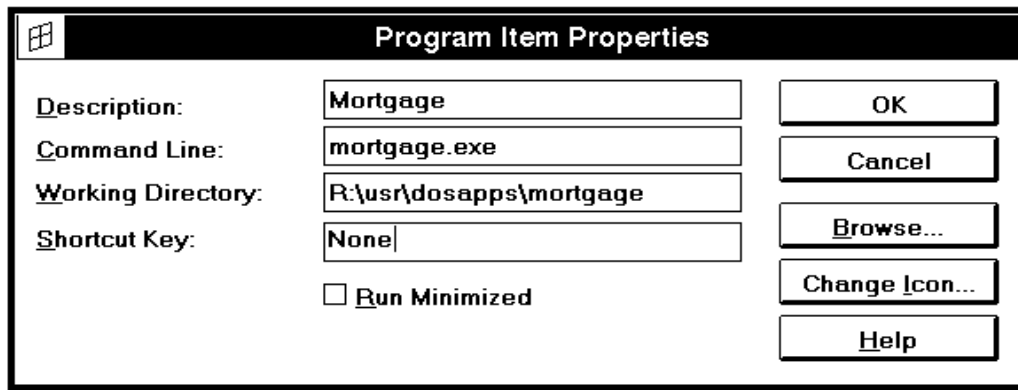 Program Item Properties
Description: Mortgage
Command Line: mortgage.exe
Working Directory: R:\usr\dosapps\mortgage
Shortcut Key: None
Run Minimized
OK
Cancel
Browse...
Change Icon...
Help